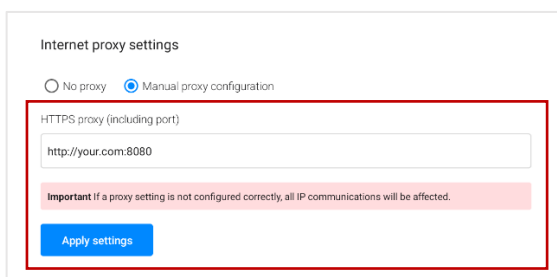 Internet proxy settings
No proxy Manual proxy configuration
HTTPS proxy (including port)
http://your.com:8080
Important If a proxy setting is not configured correctly, all IP communications will be affected.
Apply settings